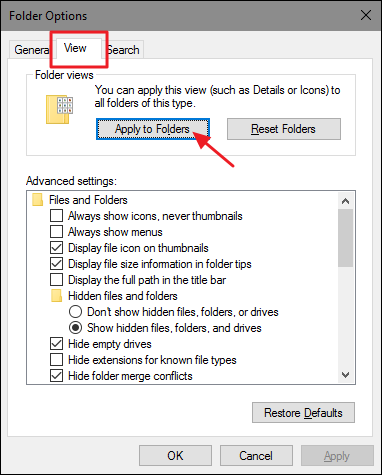 Folder Options
General
View
Search
Folder views
You can apply this view (such as Details or Icons) to
all folders of this type.
Apply to Folders
Reset Folders
Advanced settings:
Files and Folders
Always show icons, never thumbnails
Always show menus
Display file icon on thumbnails
Display file size information in folder tips
Display the full path in the title bar
Hidden files and folders
Don't show hidden files, folders, or drives
Show hidden files, folders, and drives
Hide empty drives
Hide extensions for known file types
Hide folder merge conflicts
Restore Defaults
OK
Cancel
Apply